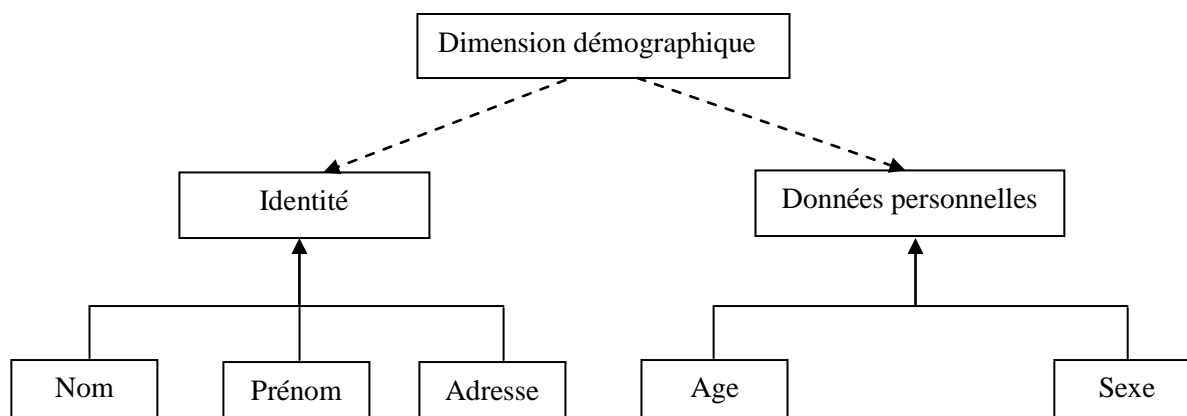 Dimension démographique
Identité
Données personnelles
Nom
Prénom
Adresse
Age
Sexe